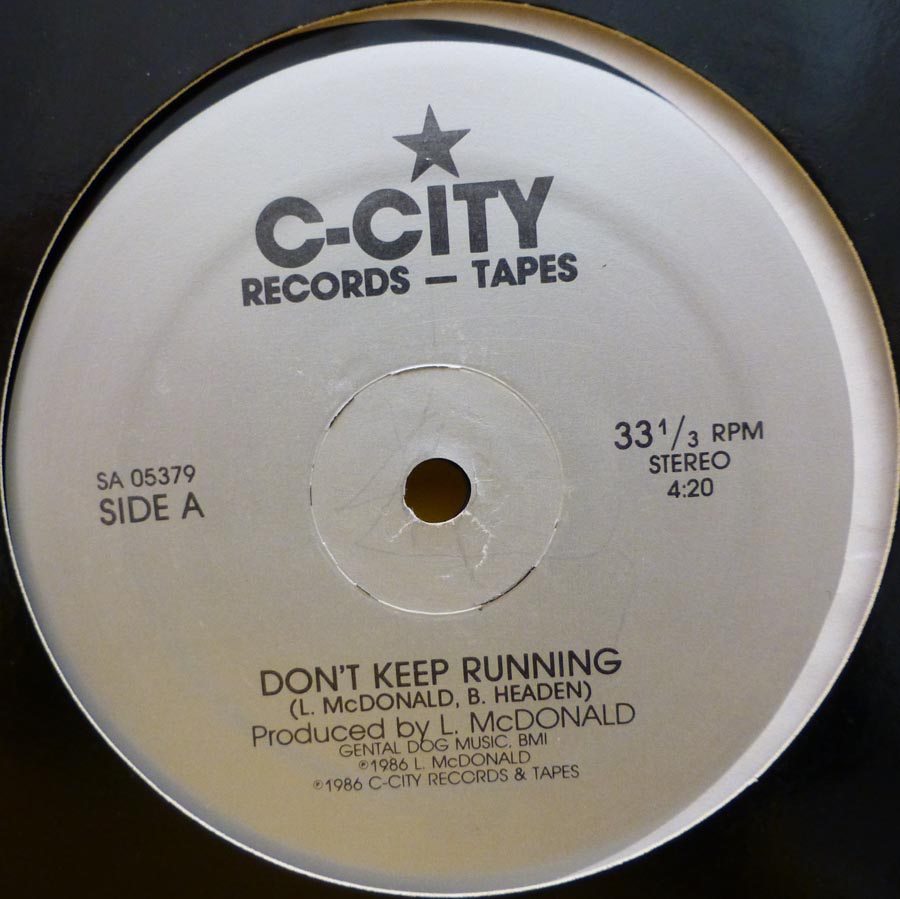 C-CITY
RECORDS — TAPES
33 1/3 RPM
STEREO
4:20
SA 05379
SIDE A
DON'T KEEP RUNNING
(L. McDONALD, B. HEADEN)
Produced by L. McDONALD
GENTAL DOG MUSIC. BMI
℗1986 L. McDONALD
℗1986 C-CITY RECORDS & TAPES